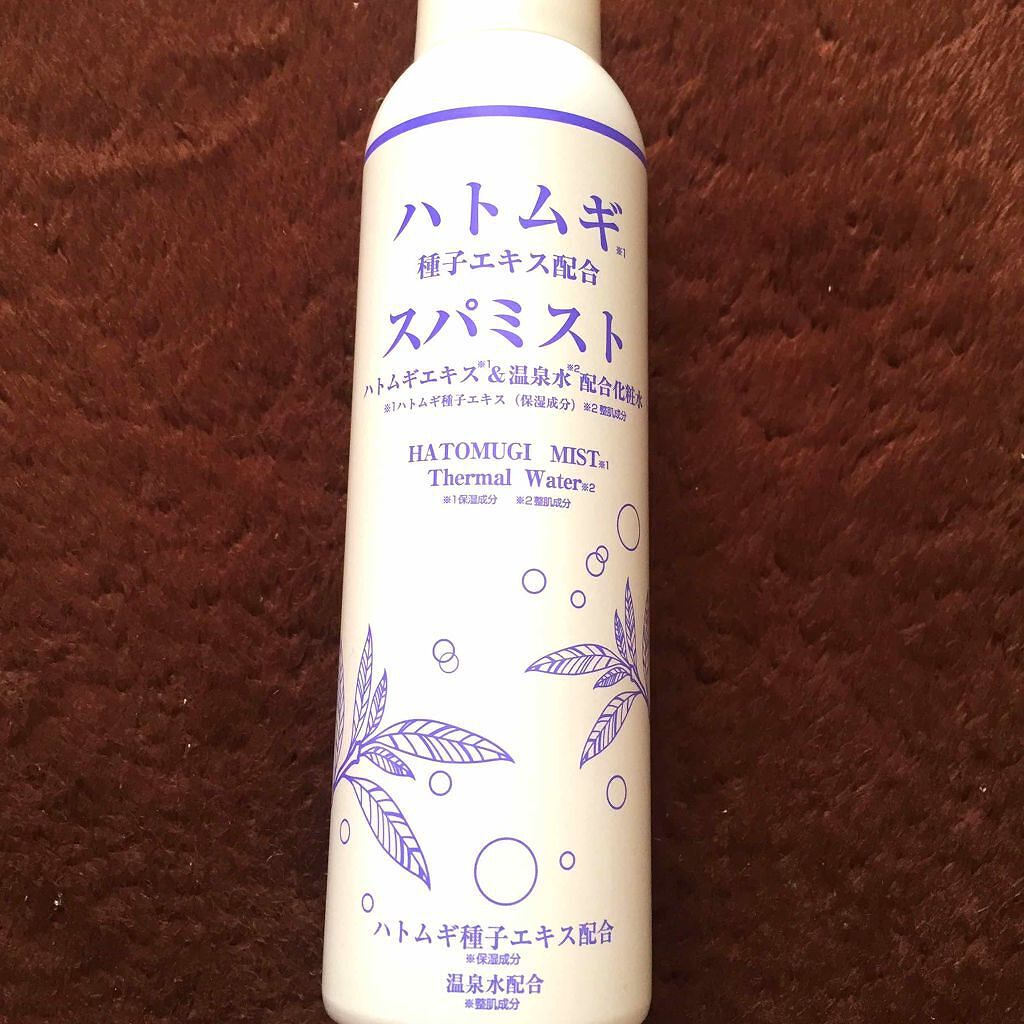 ハトムギ※1
種子エキス配合
スパミスト
ハトムギエキス※1&温泉水※2配合化粧水
※1ハトムギ種子エキス（保湿成分）※2整肌成分
HATOMUGI MIST※1
Thermal Water※2
※1保湿成分 ※2整肌成分
ハトムギ種子エキス配合
※保湿成分
温泉水配合
※整肌成分